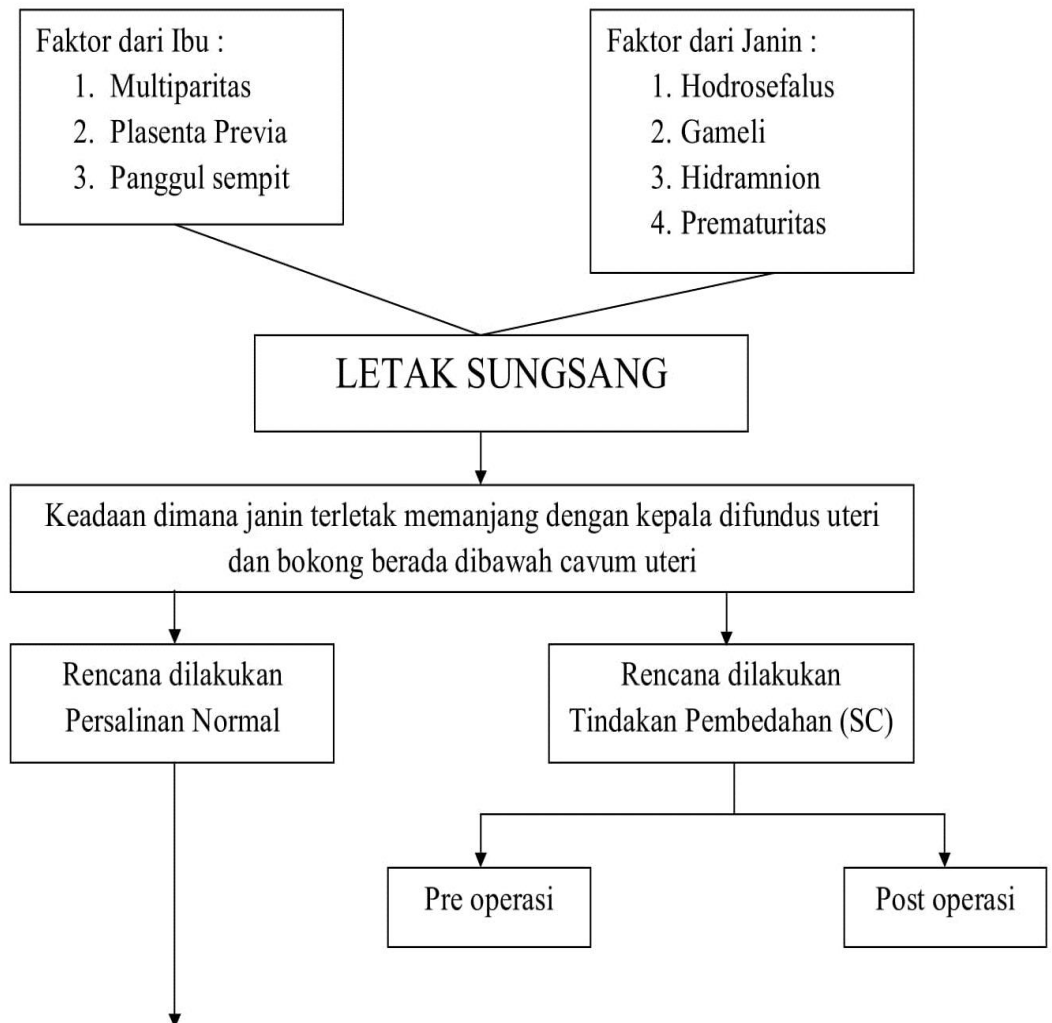 Faktor dari Ibu :
1. Multiparitas
2. Plasenta Previa
3. Panggul sempit
Faktor dari Janin :
1. Hodrosefalus
2. Gameli
3. Hidramnion
4. Prematuritas
LETAK SUNGSANG
Keadaan dimana janin terletak memanjang dengan kepala difundus uteri
dan bokong berada dibawah cavum uteri
Rencana dilakukan
Persalinan Normal
Rencana dilakukan
Tindakan Pembedahan (SC)
Pre operasi
Post operasi